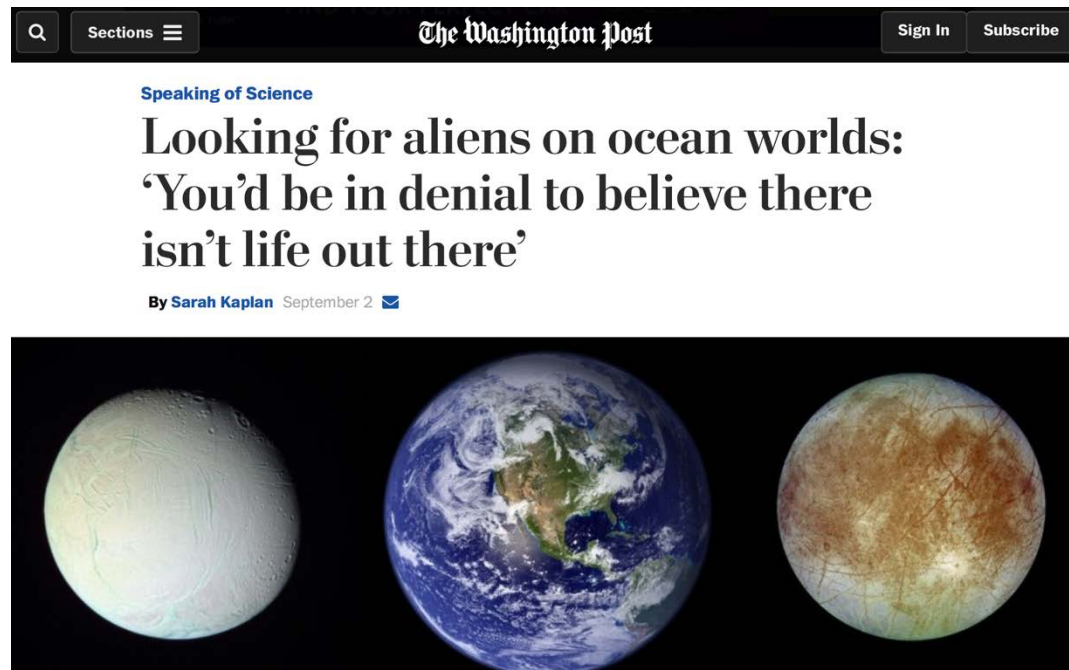 Sections
The Washington Post
Sign In
Subscribe
Speaking of Science
Looking for aliens on ocean worlds:
‘You’d be in denial to believe there
isn’t life out there’
By Sarah Kaplan September 2